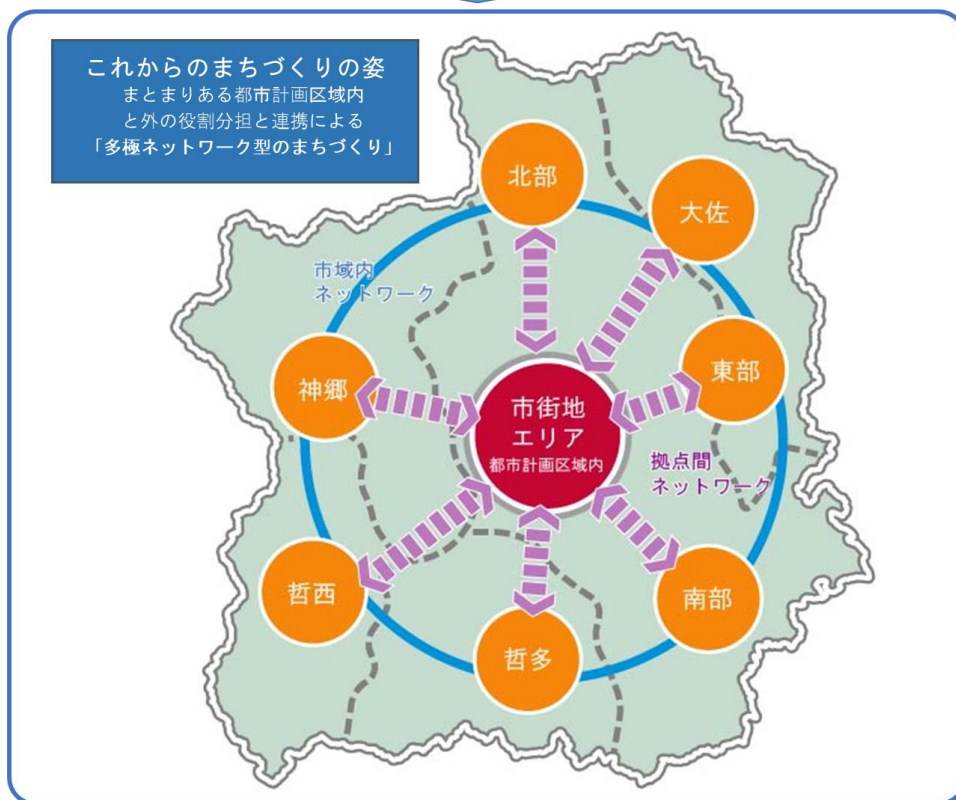 これからのまちづくりの姿
まとまりある都市計画区域内
と外の役割分担と連携による
「多極ネットワーク型のまちづくり」
北部
大佐
市域内
ネットワーク
東部
神郷
市街地
エリア
都市計画区域内
拠点間
ネットワーク
哲西
南部
哲多